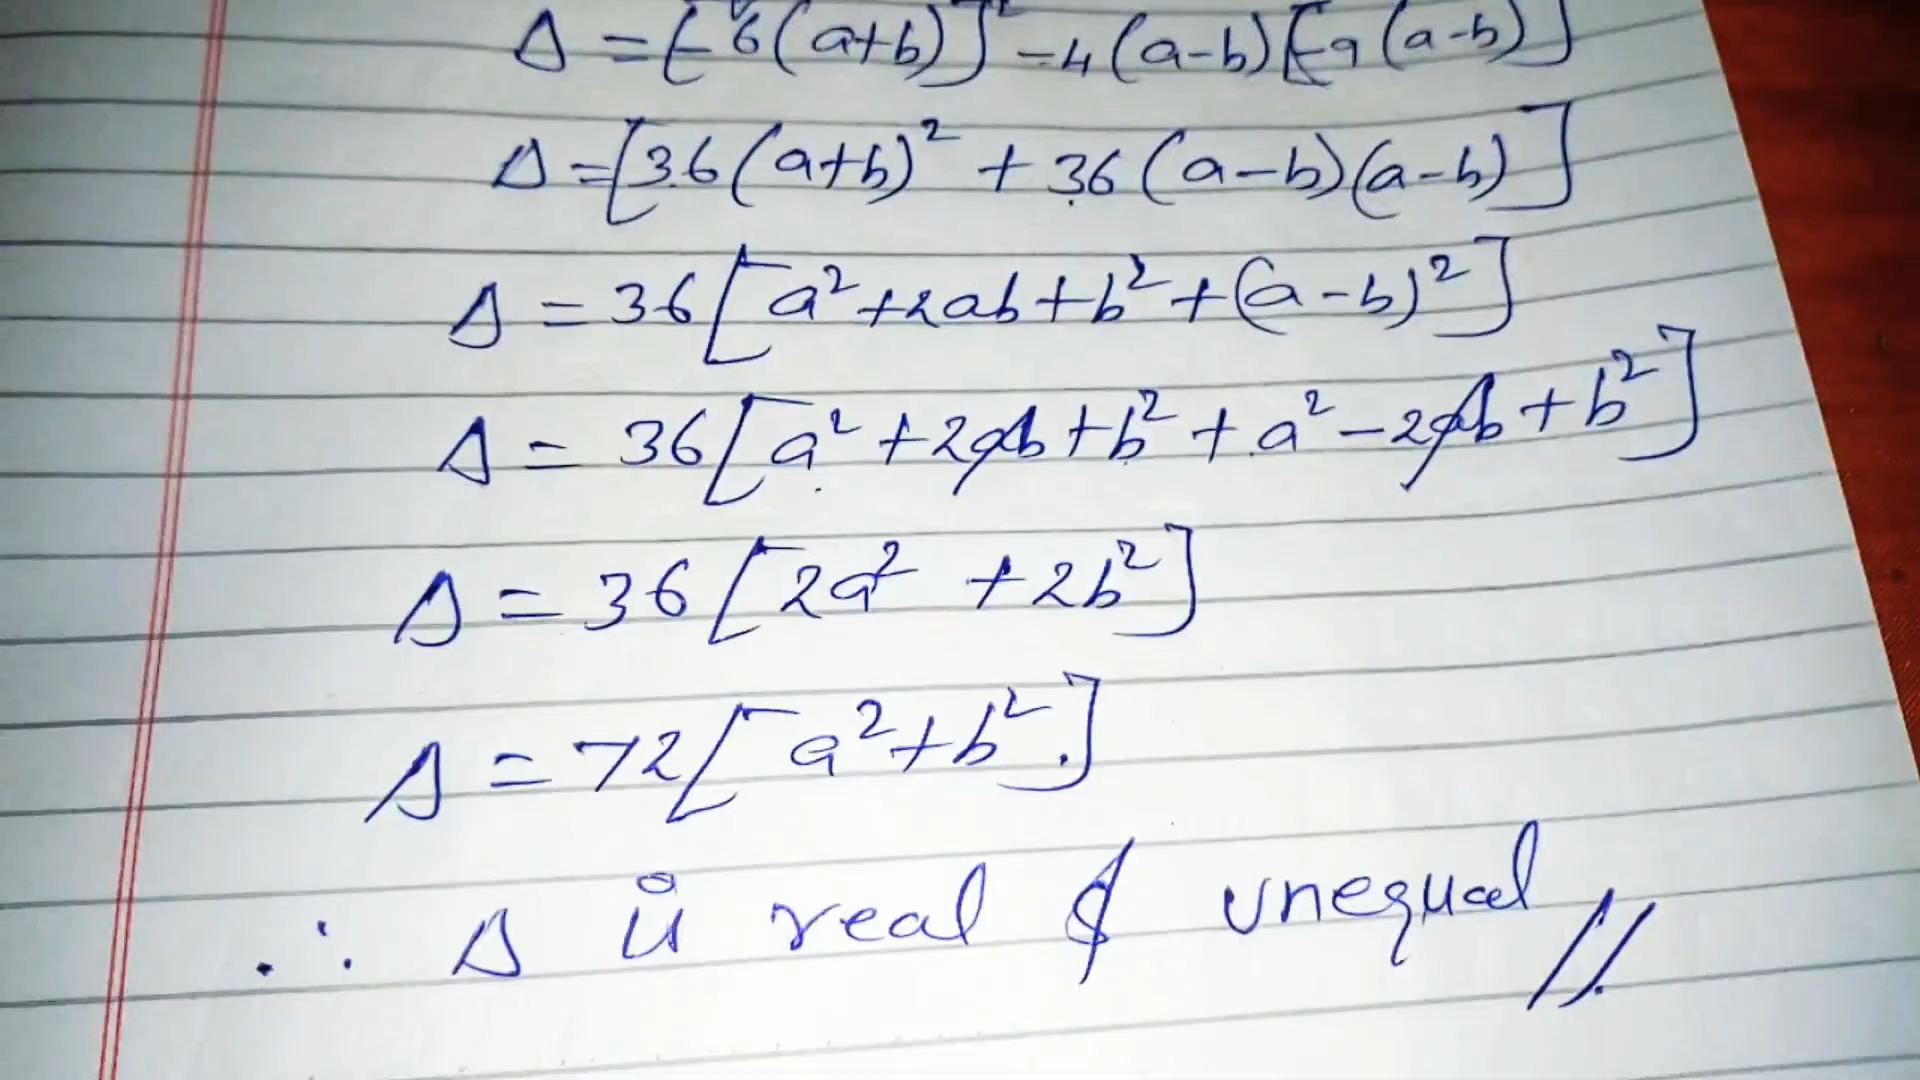 Δ = [-6(a+b)]² - 4(a-b)[-9(a-b)]
Δ = [36(a+b)² + 36(a-b)(a-b)]
Δ = 36[a² + 2ab + b² + (a-b)²]
Δ = 36[a² + 2ab + b² + a² - 2ab + b²]
Δ = 36[2a² + 2b²]
Δ = 72[a² + b²]
∴ Δ is real & unequal //